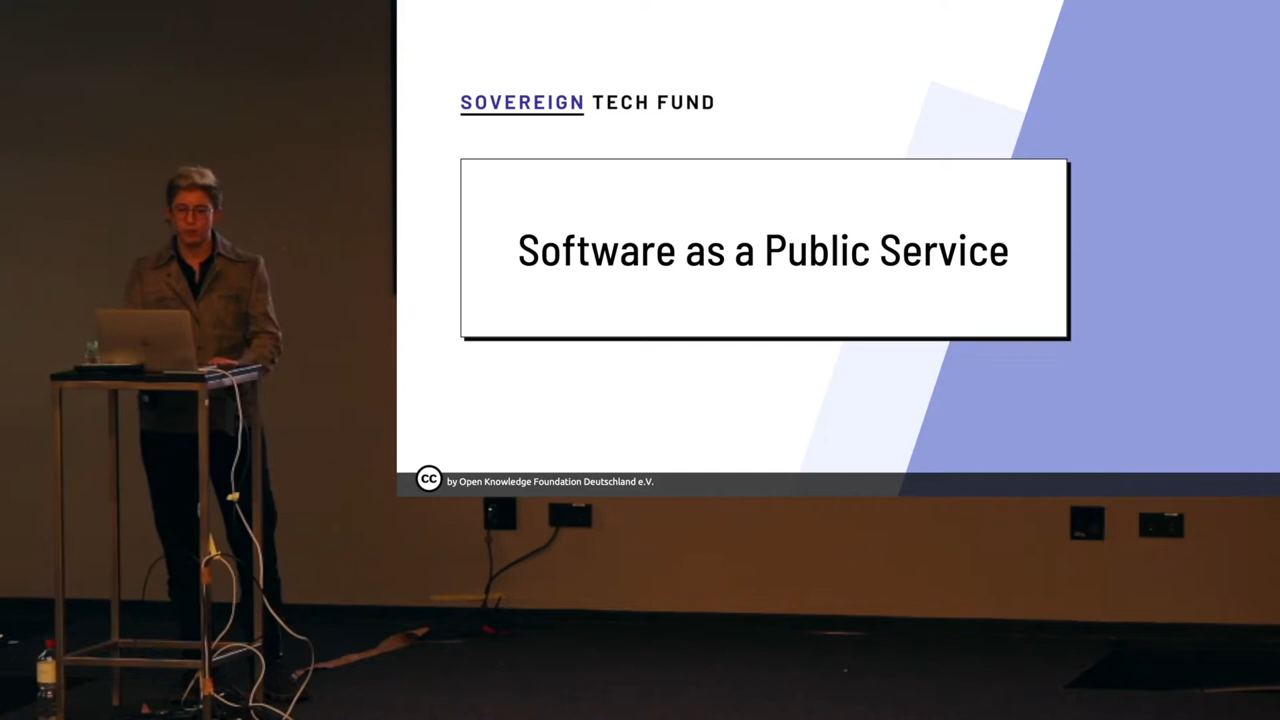 SOVEREIGN TECH FUND
Software as a Public Service
CC by Open Knowledge Foundation Deutschland e.V.